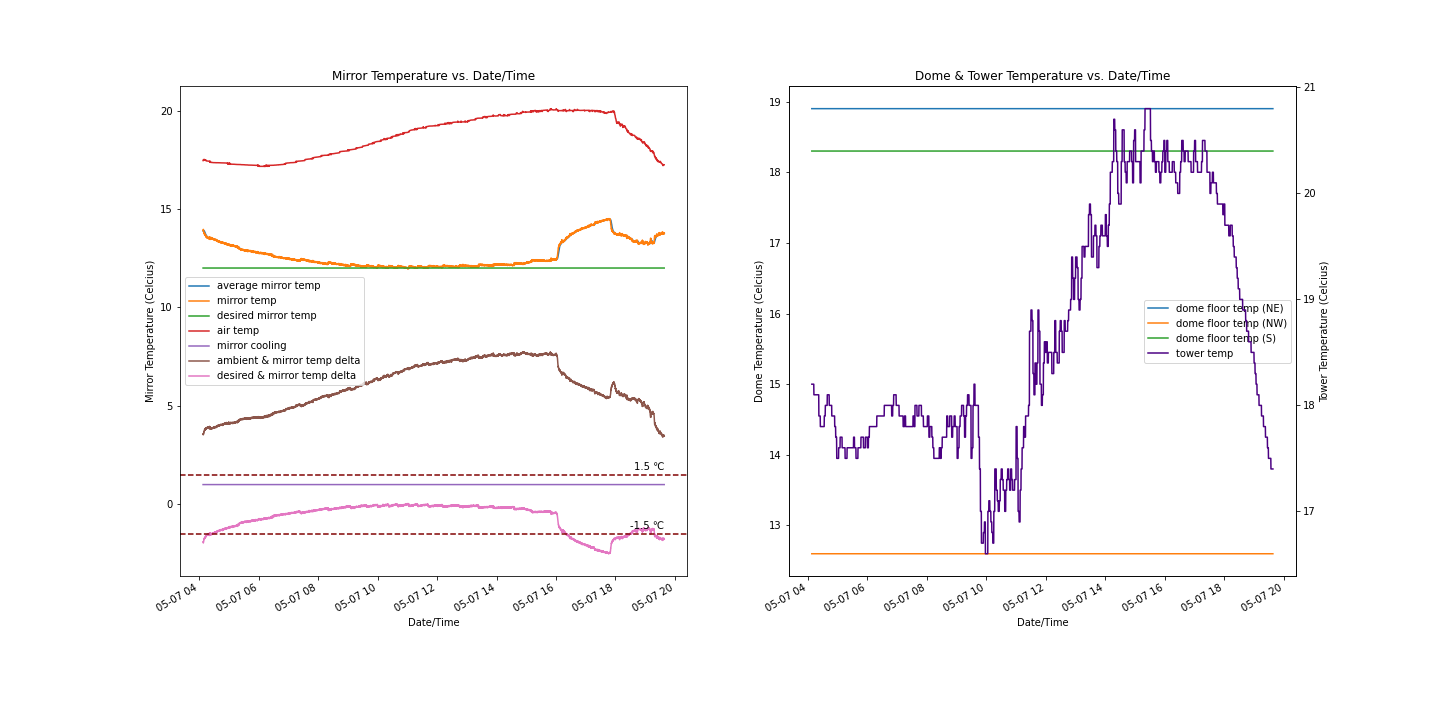 Mirror Temperature vs. Date/Time
20
15
10
5
0
Mirror Temperature (Celcius)
average mirror temp
mirror temp
desired mirror temp
air temp
mirror cooling
ambient & mirror temp delta
desired & mirror temp delta
1.5 ℃
-1.5 ℃
05-07 04
05-07 06
05-07 08
05-07 10
05-07 12
05-07 14
05-07 16
05-07 18
05-07 20
Date/Time
Dome & Tower Temperature vs. Date/Time
19
18
17
16
15
14
13
Dome Temperature (Celcius)
dome floor temp (NE)
dome floor temp (NW)
dome floor temp (S)
tower temp
21
20
19
18
17
Tower Temperature (Celcius)
05-07 04
05-07 06
05-07 08
05-07 10
05-07 12
05-07 14
05-07 16
05-07 18
05-07 20
Date/Time